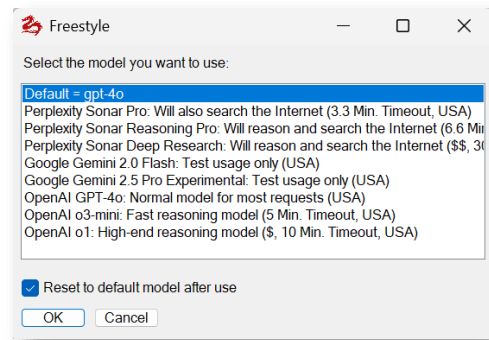 Freestyle
Select the model you want to use:
Default = gpt-4o
Perplexity Sonar Pro: Will also search the Internet (3.3 Min. Timeout, USA)
Perplexity Sonar Reasoning Pro: Will reason and search the Internet (6.6 Mi
Perplexity Sonar Deep Research: Will reason and search the Internet ($$, 3
Google Gemini 2.0 Flash: Test usage only (USA)
Google Gemini 2.5 Pro Experimental: Test usage only (USA)
OpenAI GPT-4o: Normal model for most requests (USA)
OpenAI o3-mini: Fast reasoning model (5 Min. Timeout, USA)
OpenAI o1: High-end reasoning model ($, 10 Min. Timeout, USA)
Reset to default model after use
OK Cancel